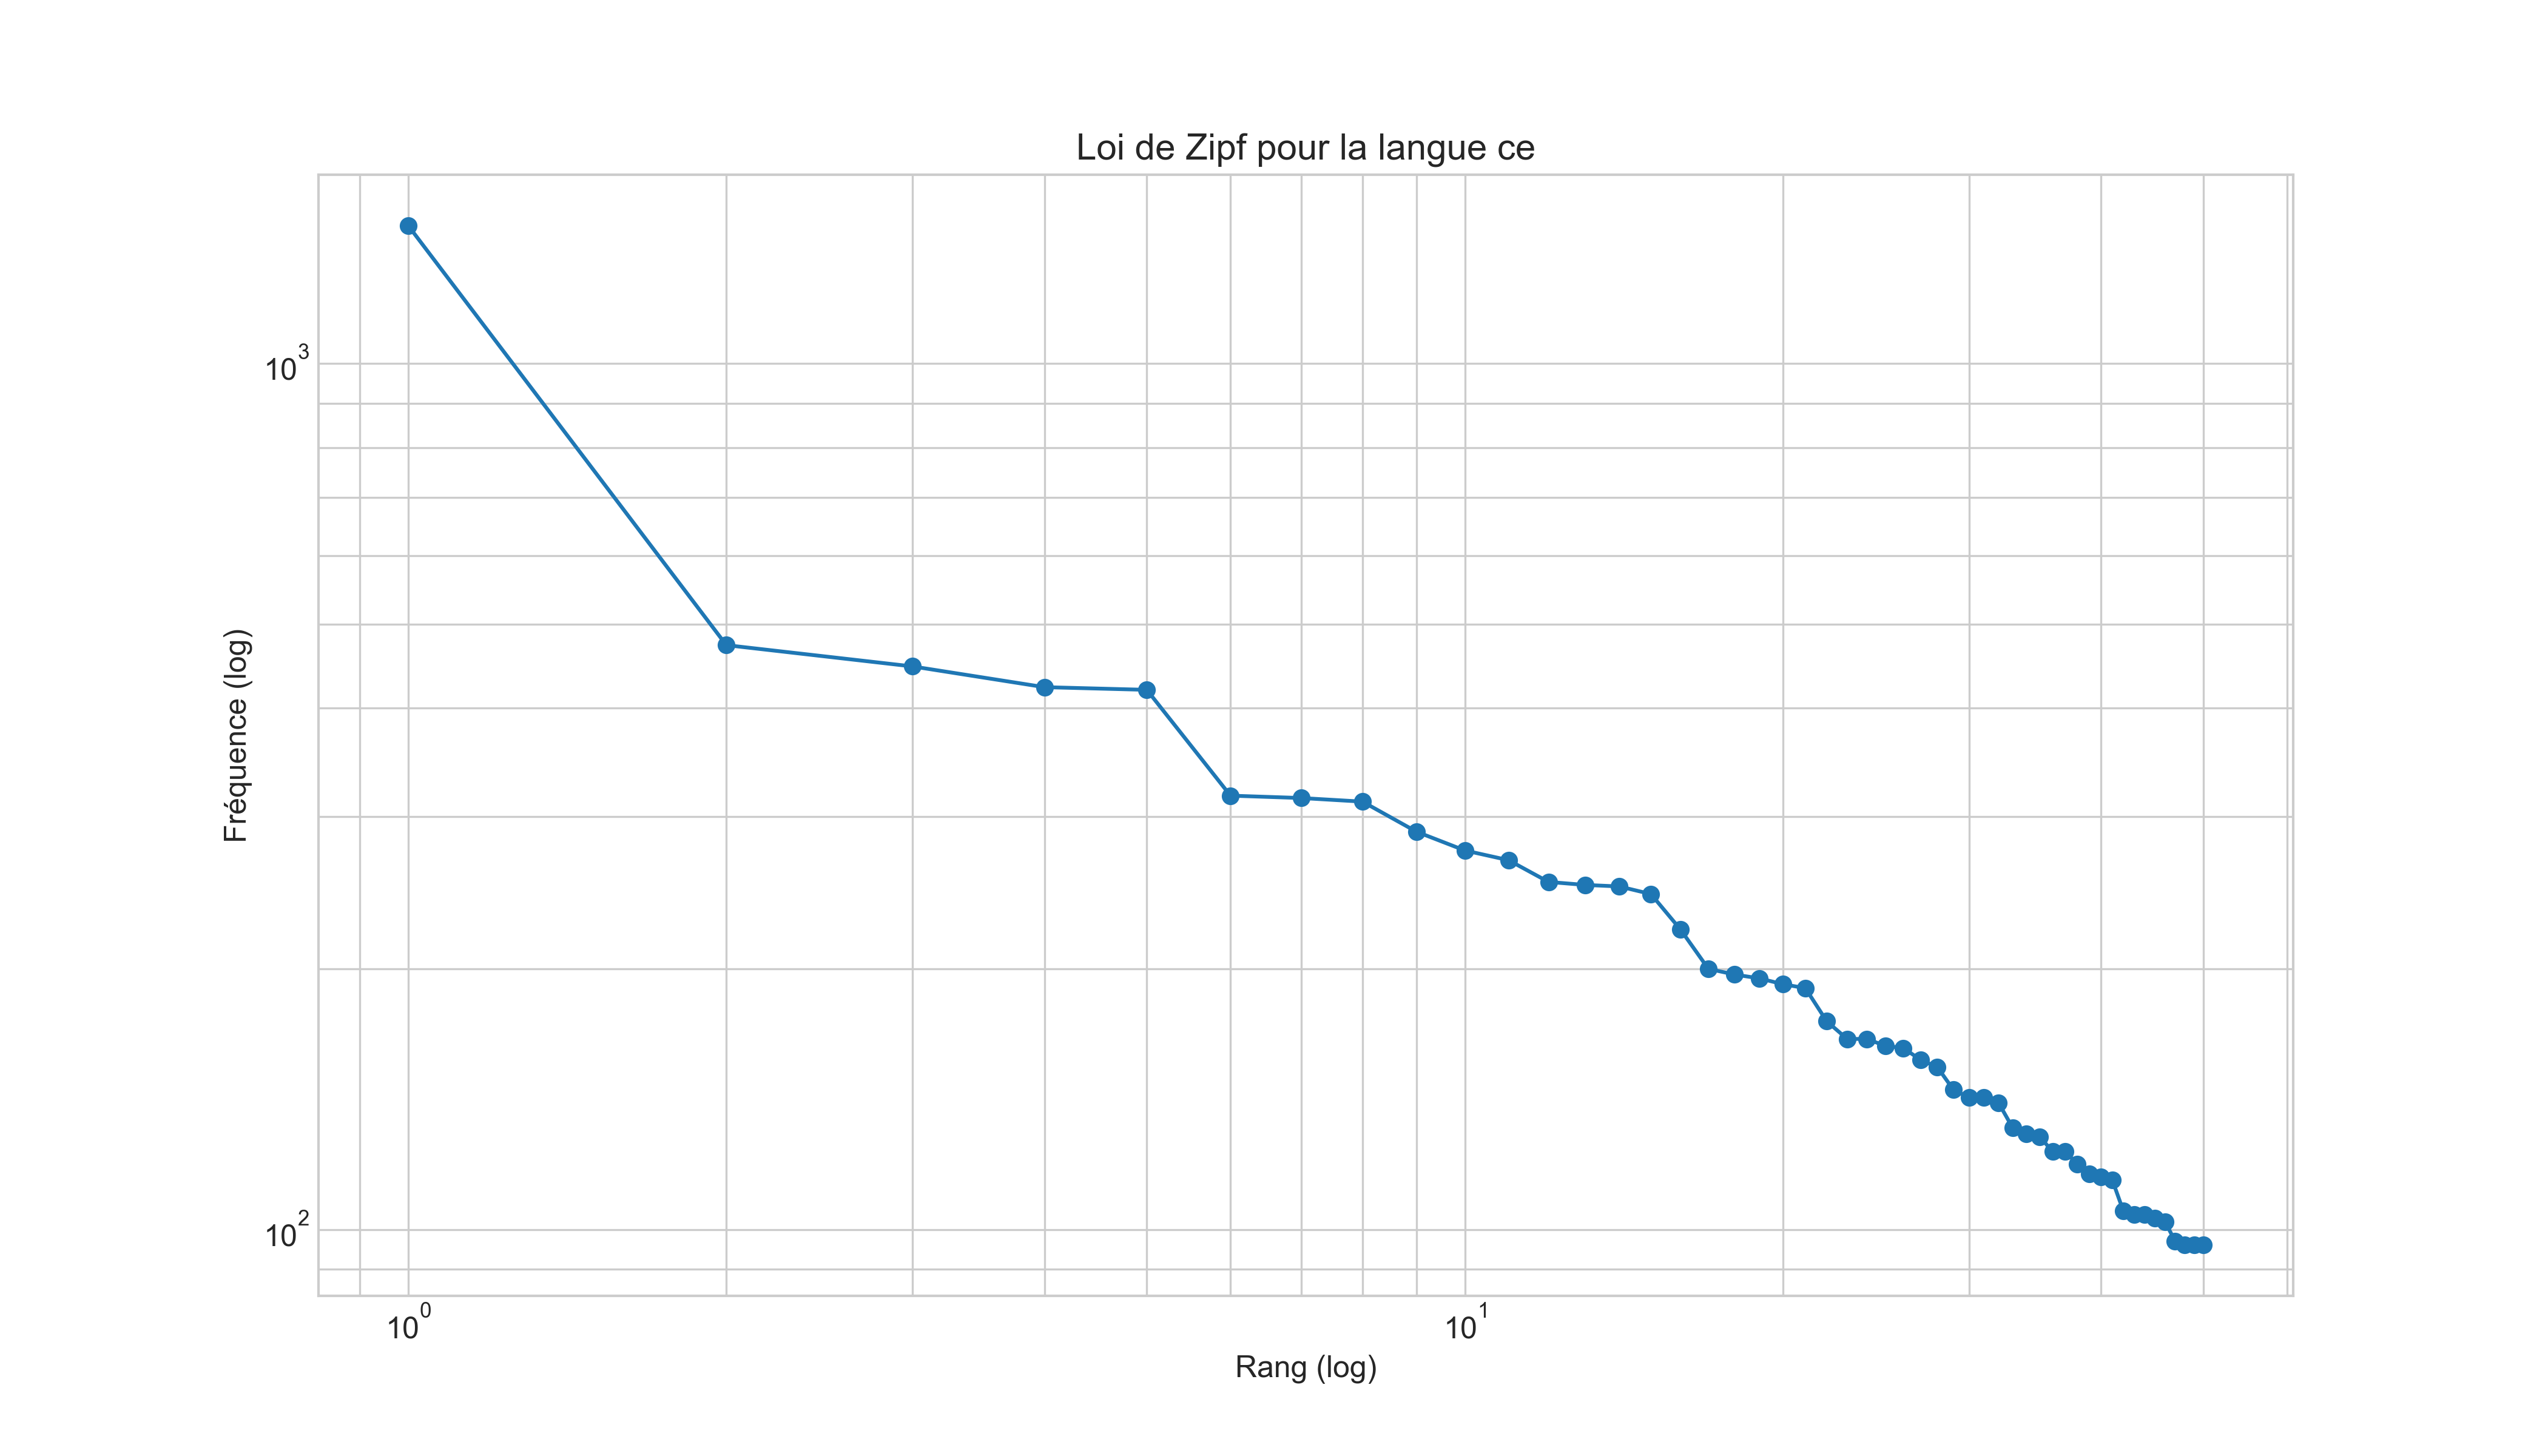 Loi de Zipf pour la langue ce
Fréquence (log)
10³
10²
10⁰
10¹
Rang (log)